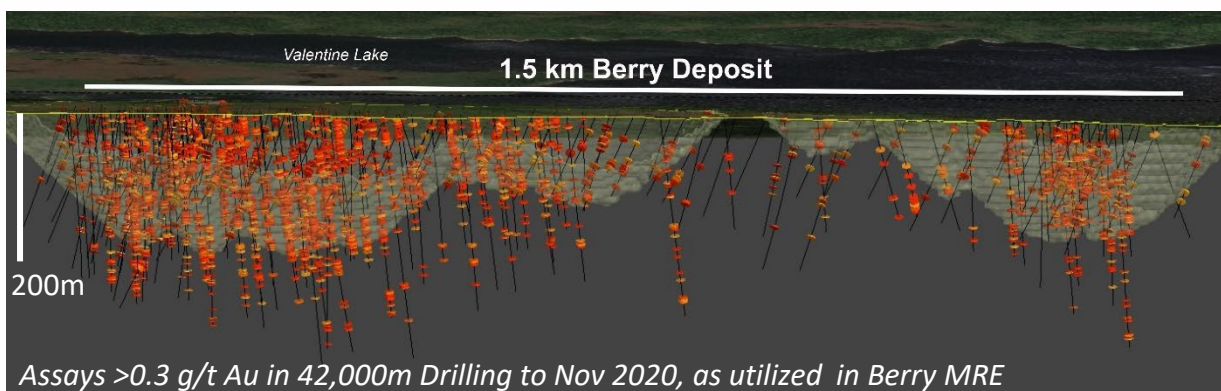 Valentine Lake
1.5 km Berry Deposit
200m
Assays >0.3 g/t Au in 42,000m Drilling to Nov 2020, as utilized in Berry MRE